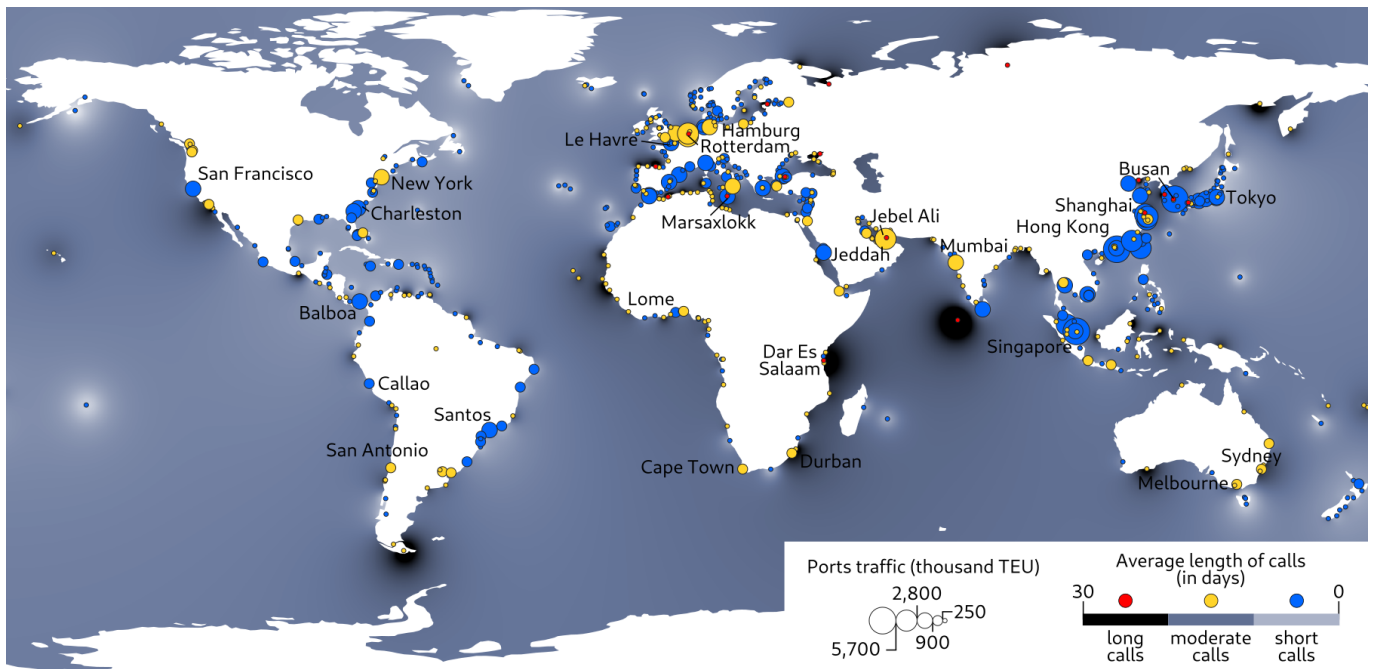 Hamburg
Le Havre
Rotterdam
San Francisco
New York
Busan
Charleston
Shanghai
Tokyo
Marsaxlokk
Jebel Ali
Hong Kong
Jeddah
Mumbai
Balboa
Lome
Singapore
Dar Es
Salaam
Callao
Santos
San Antonio
Cape Town
Durban
Sydney
Melbourne
Ports traffic (thousand TEU)
2,800
250
5,700
900
Average length of calls
(in days)
30
0
long
calls
moderate
calls
short
calls